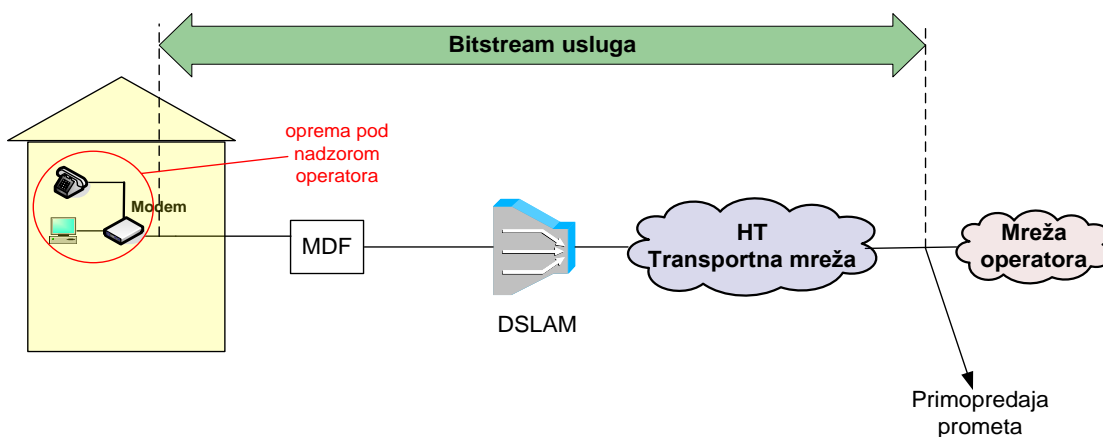 Bitstream usluga
oprema pod
nadzorom
operatora
Modem
MDF
DSLAM
HT
Transportna mreža
Mreža
operatora
Primopredaja
prometa